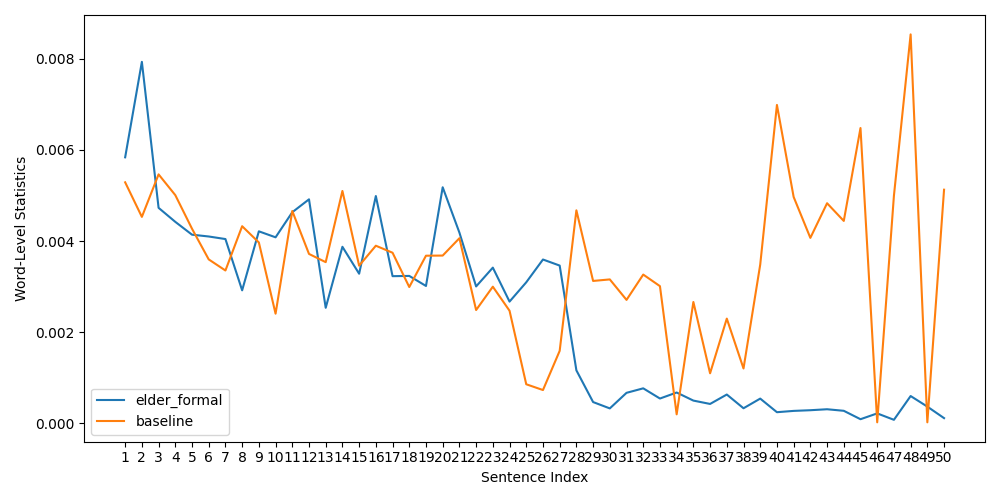 0.008
0.006
0.004
0.002
0.000
Word-Level Statistics
elder_formal
baseline
1 2 3 4 5 6 7 8 9 10 11 12 13 14 15 16 17 18 19 20 21 22 23 24 25 26 27 28 29 30 31 32 33 34 35 36 37 38 39 40 41 42 43 44 45 46 47 48 49 50
Sentence Index